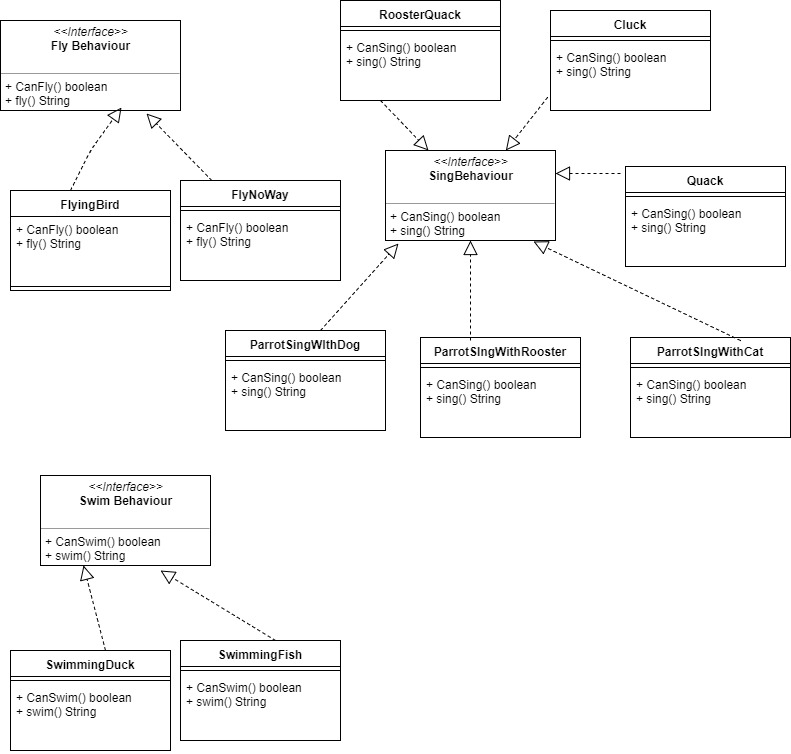 <<Interface>>
Fly Behaviour
+ CanFly() boolean
+ fly() String
RoosterQuack
+ CanSing() boolean
+ sing() String
Cluck
+ CanSing() boolean
+ sing() String
<<Interface>>
SingBehaviour
+ CanSing() boolean
+ sing() String
Quack
+ CanSing() boolean
+ sing() String
FlyingBird
+ CanFly() boolean
+ fly() String
FlyNoWay
+ CanFly() boolean
+ fly() String
ParrotSingWIthDog
+ CanSing() boolean
+ sing() String
ParrotSIngWithRooster
+ CanSing() boolean
+ sing() String
ParrotSIngWithCat
+ CanSing() boolean
+ sing() String
<<Interface>>
Swim Behaviour
+ CanSwim() boolean
+ swim() String
SwimmingDuck
+ CanSwim() boolean
+ swim() String
SwimmingFish
+ CanSwim() boolean
+ swim() String